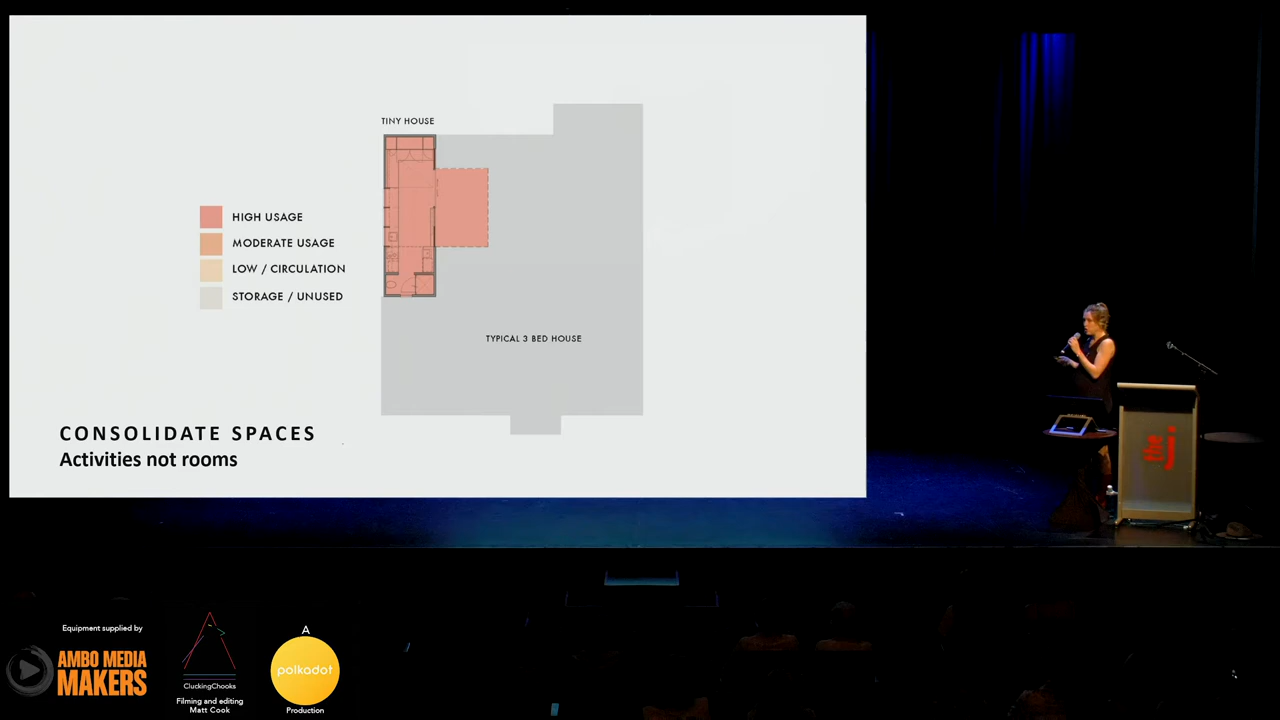 TINY HOUSE
HIGH USAGE
MODERATE USAGE
LOW / CIRCULATION
STORAGE / UNUSED
TYPICAL 3 BED HOUSE
CONSOLIDATE SPACES
Activities not rooms
the
Equipment supplied by
AMBO MEDIA
MAKERS
CluckingChooks
Filming and editing
Matt Cook
A
polkadot
Production